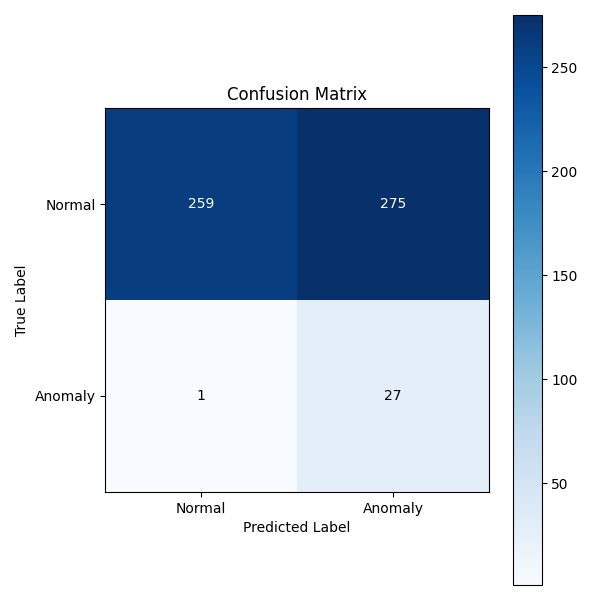 Confusion Matrix
True Label
Normal
259
275
Anomaly
1
27
Normal
Anomaly
Predicted Label
250
200
150
100
50